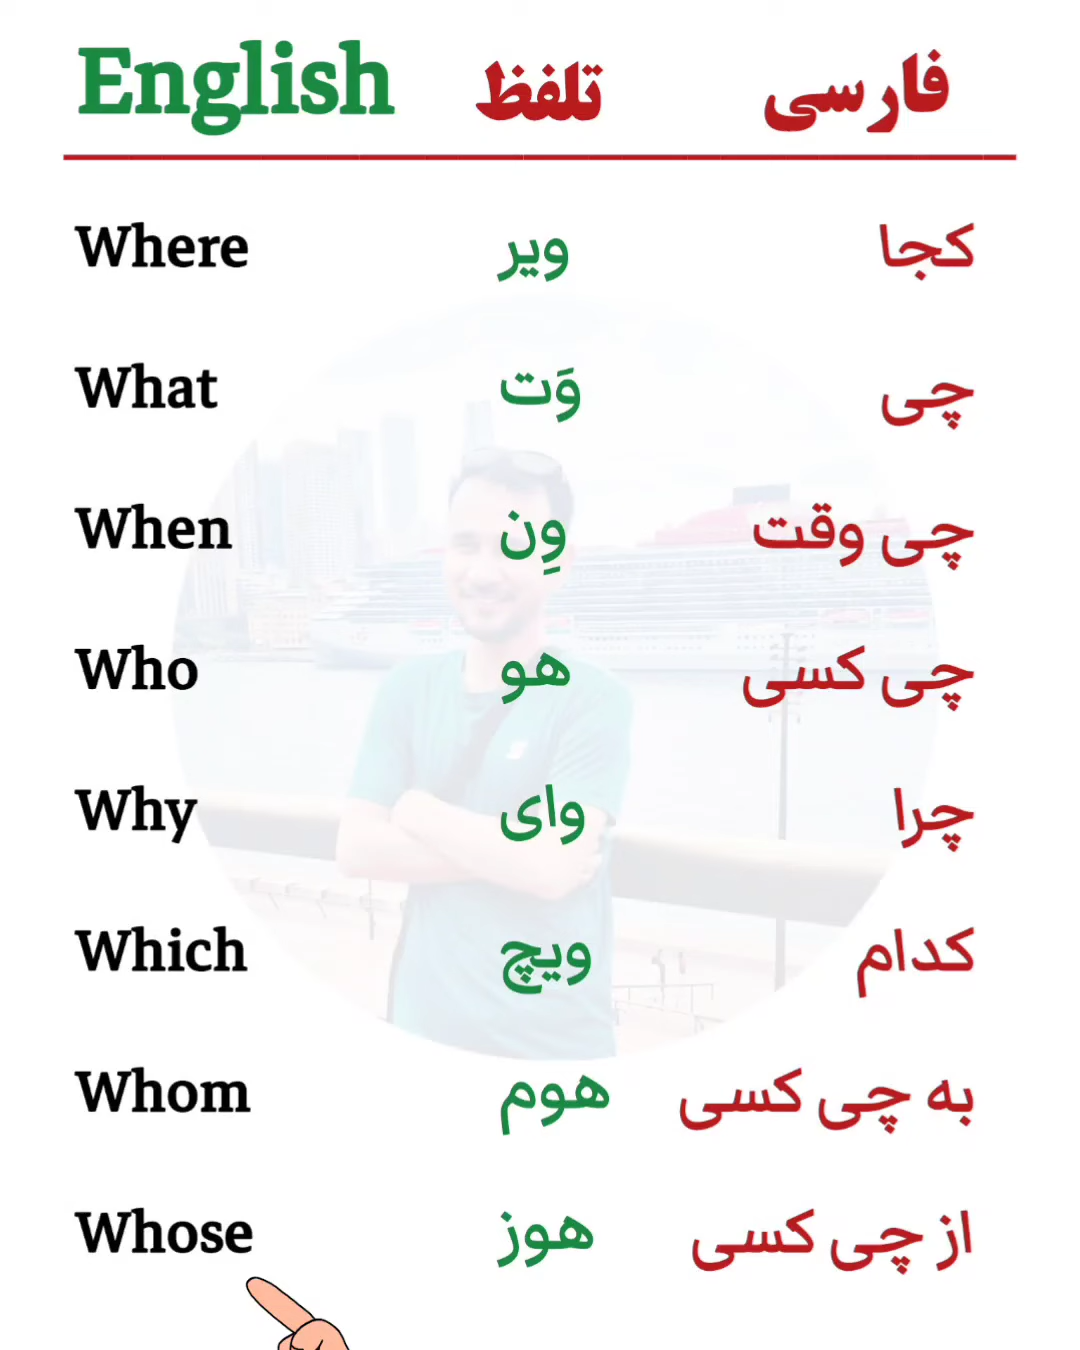 English تلفظ فارسی
Where ویر کجا
What وَت چی
When وِن چی وقت
Who هو چی کسی
Why وای چرا
Which ویچ کدام
Whom هوم به چی کسی
Whose هوز از چی کسی